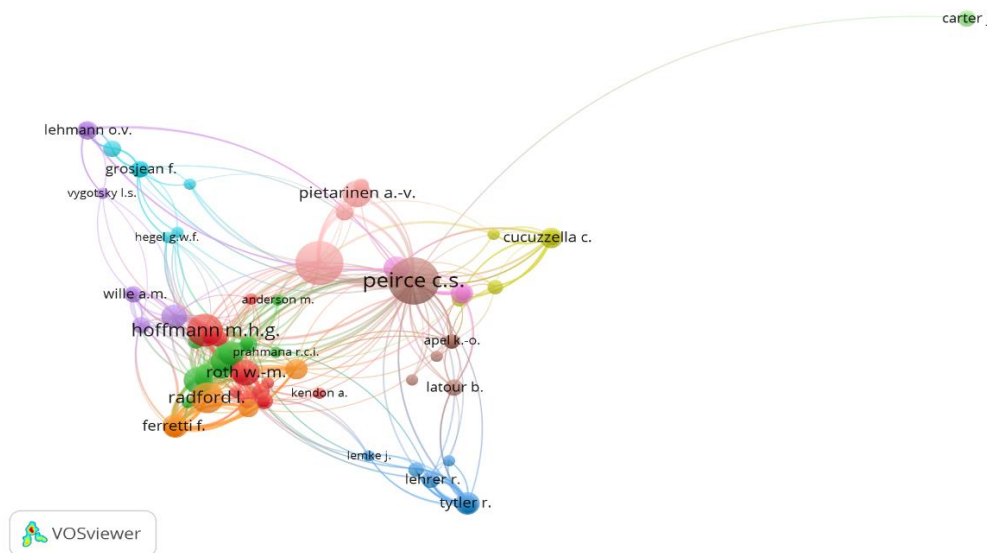 carter j
lehmann o.v.
grosjean f.
vygotsky l.s.
pietarinen a.-v.
hegel g.w.f.
cucuzzella c.
peirce c.s.
wille a.m.
anderson m.
hoffmann m.h.g.
apel k.-o.
prahmana r.c.i.
roth w.-m.
latour b.
kendon a.
radford l.
ferretti f.
lemke j.
lehrer r.
tytler r.
VOSviewer